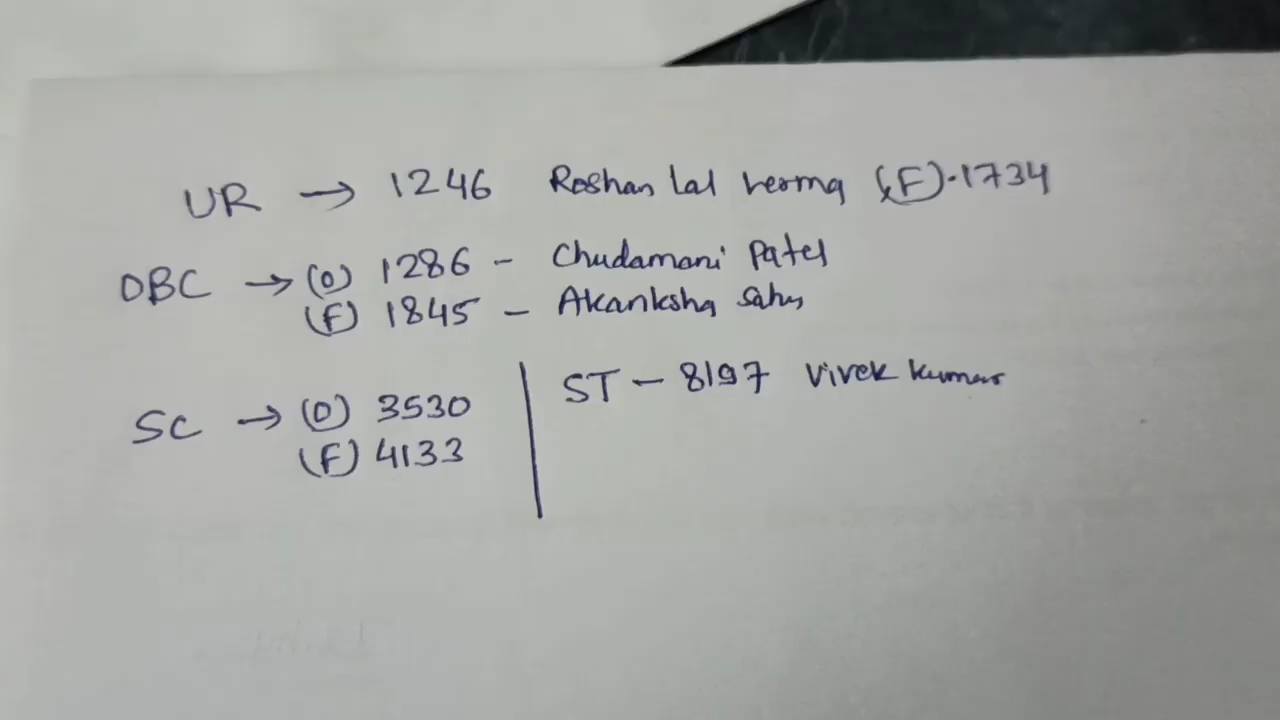 UR → 1246 Roshan Lal verma (F).1734
OBC → (O) 1286 - Chudamani Patel
(F) 1845 - Akanksha Sahu
SC → (O) 3530
(F) 4133
ST - 8197 Vivek kumar